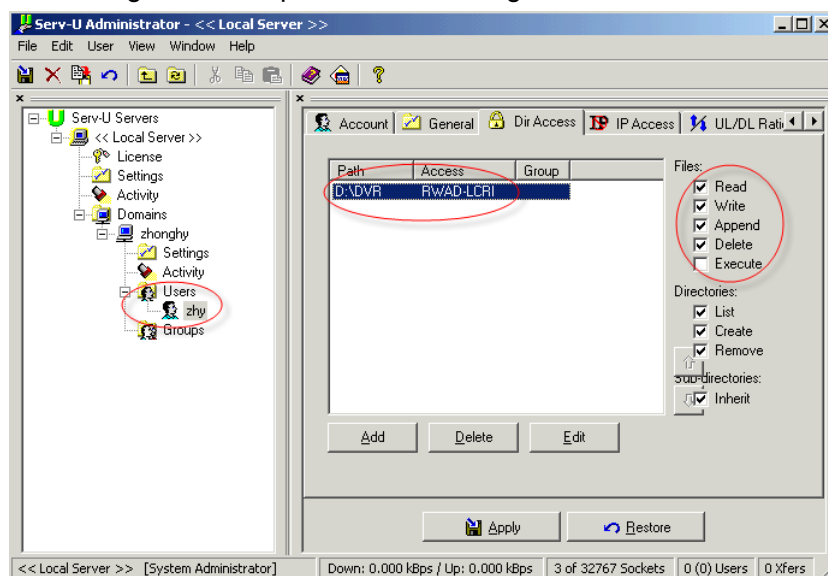 Serv-U Administrator - << Local Server >>
File Edit User View Window Help
Serv-U Servers
<< Local Server >>
License
Settings
Activity
Domains
zhonghy
Settings
Activity
Users
zhy
Groups
Account General Dir Access IP Access UL/DL Rati
Path Access Group
D:\DVR RWAD-LCRI
Files:
Read
Write
Append
Delete
Execute
Directories:
List
Create
Remove
Sub-directories:
Inherit
Add Delete Edit
Apply Restore
<< Local Server >> [System Administrator] Down: 0.000 kBps / Up: 0.000 kBps 3 of 32767 Sockets 0 (0) Users 0 Xfers